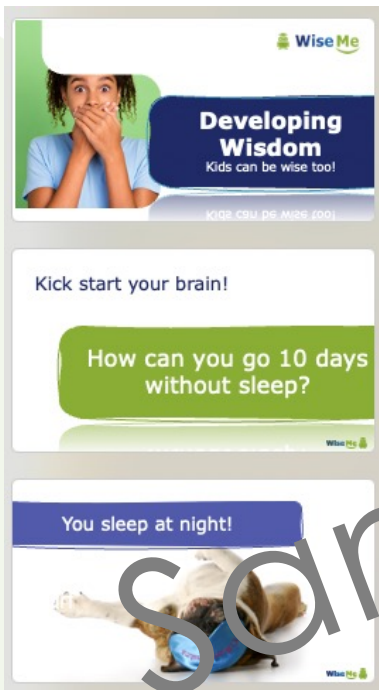 Wise Me
Developing
Wisdom
Kids can be wise too!
Kick start your brain!
How can you go 10 days
without sleep?
Wise Me
You sleep at night!
Wise Me